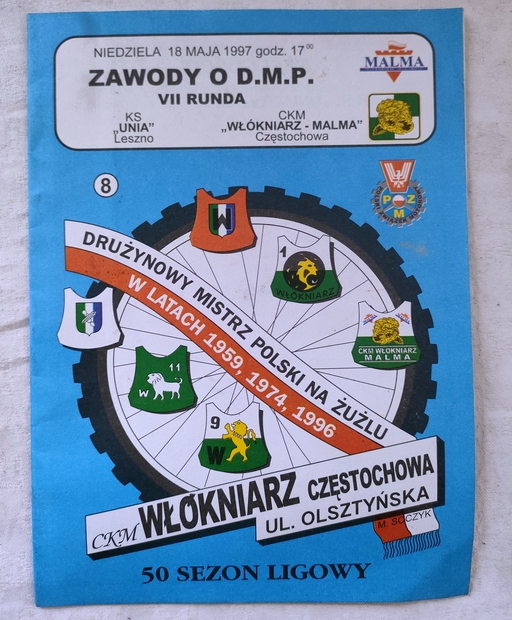 NIEDZIELA 18 MAJA 1997 godz. 17⁰⁰
ZAWODY O D.M.P.
VII RUNDA
KS
„UNIA”
Leszno
CKM
„WŁÓKNIARZ - MALMA”
Częstochowa
MALMA
8
P Z
M
DRUŻYNOWY MISTRZ POLSKI NA ŻUŻLU
W LATACH 1959, 1974, 1996
W
1
WŁÓKNIARZ
CKM WŁÓKNIARZ
MALMA
11
W
9
W
CKM WŁÓKNIARZ CZĘSTOCHOWA
UL. OLSZTYŃSKA
M. SOCZYK
50 SEZON LIGOWY